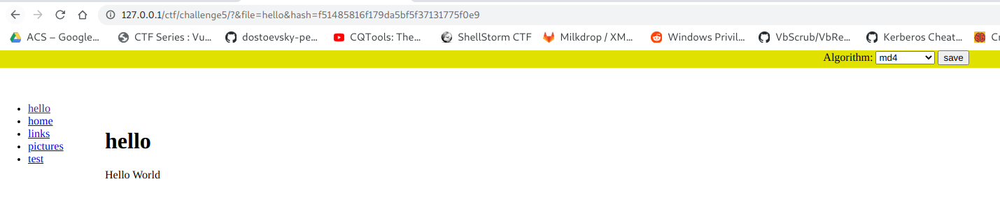 127.0.0.1/ctf/challenge5/?&file=hello&hash=f51485816f179da5bf5f37131775f0e9
ACS – Google... CTF Series : Vu... dostoevsky-pe... CQTools: The... ShellStorm CTF Milkdrop / XM... Windows Privil... VbScrub/VbRe... Kerberos Cheat... Cr
Algorithm: md4 save
hello
home
links
pictures
test
hello
Hello World